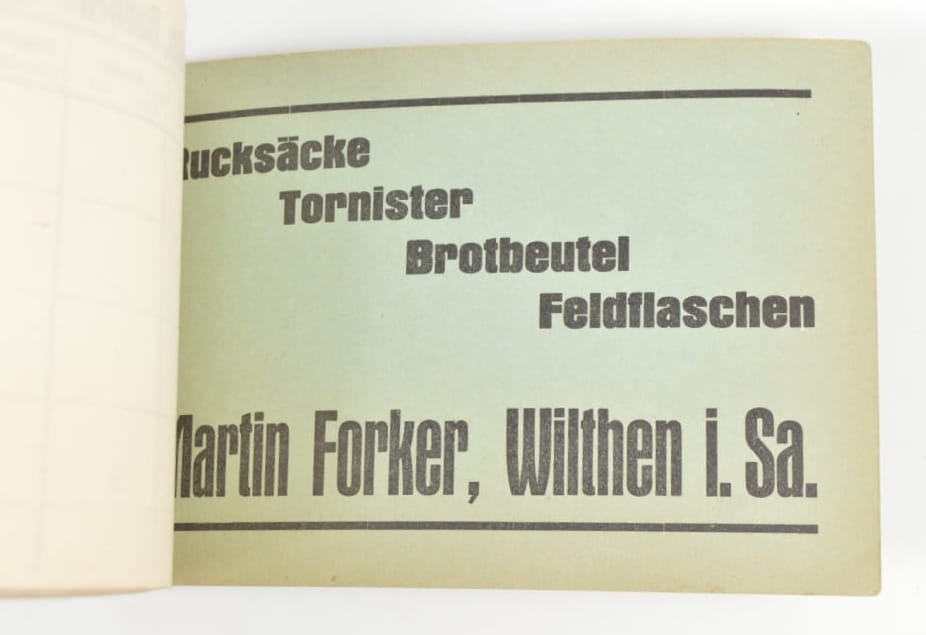 Rucksäcke
Tornister
Brotbeutel
Feldflaschen
Martin Forker, Wilthen i. Sa.